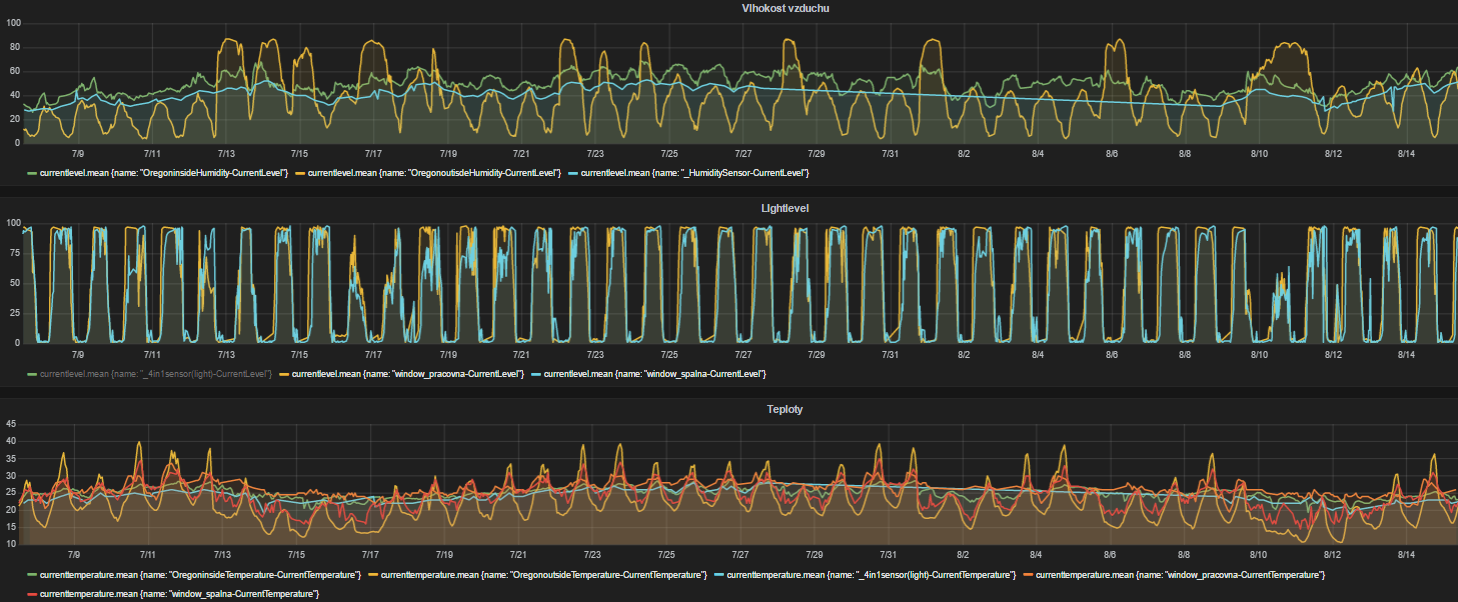 Vlhokost vzduchu
100
80
60
40
20
0
7/9 7/11 7/13 7/15 7/17 7/19 7/21 7/23 7/25 7/27 7/29 7/31 8/2 8/4 8/6 8/8 8/10 8/12 8/14
currentlevel.mean {name: "OregoninsideHumidity-CurrentLevel"} currentlevel.mean {name: "OregonoutisdeHumidity-CurrentLevel"} currentlevel.mean {name: "_HumiditySensor-CurrentLevel"}
Lightlevel
100
75
50
25
0
7/9 7/11 7/13 7/15 7/17 7/19 7/21 7/23 7/25 7/27 7/29 7/31 8/2 8/4 8/6 8/8 8/10 8/12 8/14
currentlevel.mean {name: "_4in1sensor(light)-CurrentLevel"} currentlevel.mean {name: "window_pracovna-CurrentLevel"} currentlevel.mean {name: "window_spalna-CurrentLevel"}
Teploty
45
40
35
30
25
20
15
10
7/9 7/11 7/13 7/15 7/17 7/19 7/21 7/23 7/25 7/27 7/29 7/31 8/2 8/4 8/6 8/8 8/10 8/12 8/14
currenttemperature.mean {name: "OregoninsideTemperature-CurrentTemperature"} currenttemperature.mean {name: "OregonoutsideTemperature-CurrentTemperature"} currenttemperature.mean {name: "_4in1sensor(light)-CurrentTemperature"} currenttemperature.mean {name: "window_pracovna-CurrentTemperature"}
currenttemperature.mean {name: "window_spalna-CurrentTemperature"}